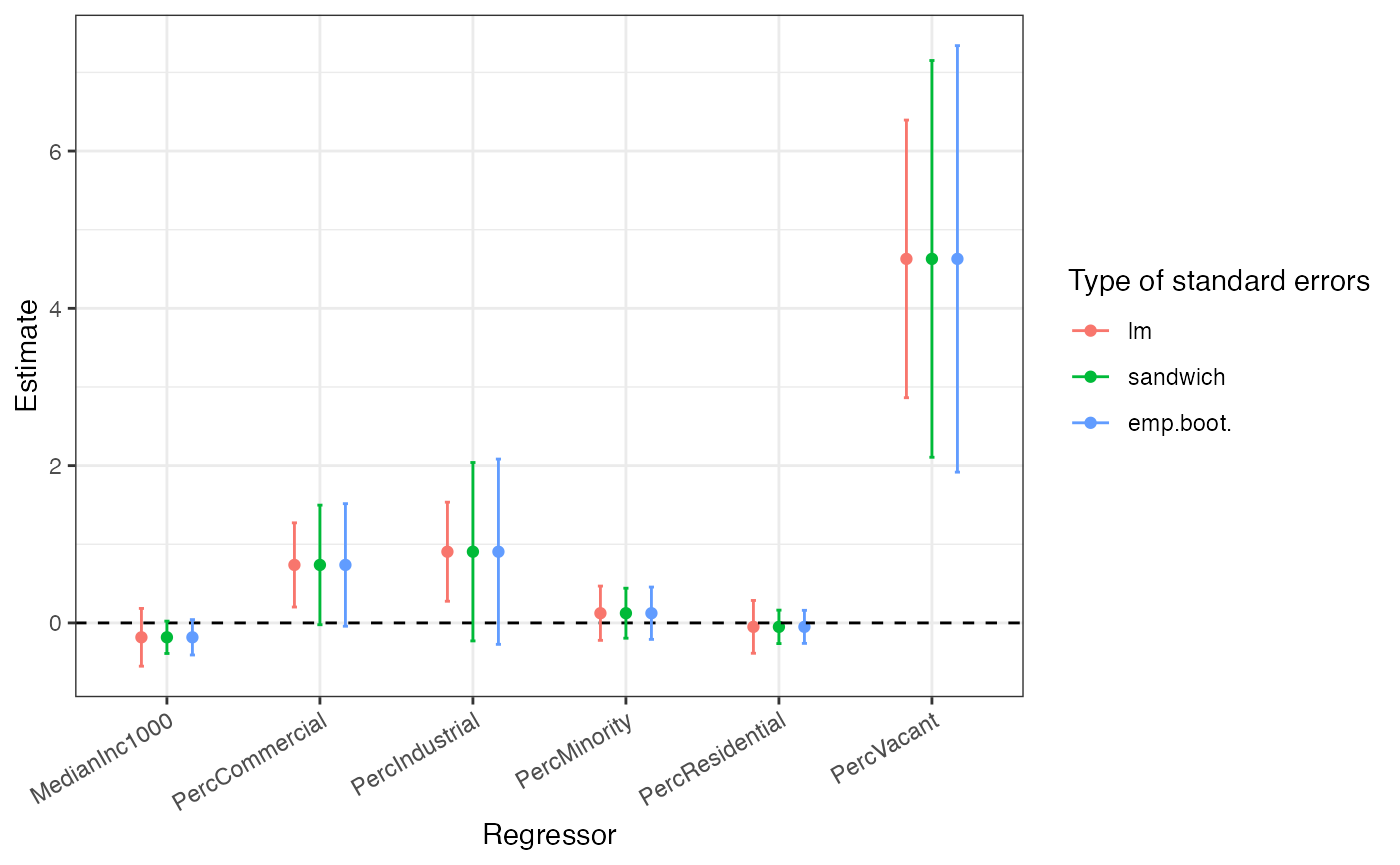 6
4
2
0
Estimate
MedianInc1000
PercCommercial
PercIndustrial
PercMinority
PercResidential
PercVacant
Regressor
Type of standard errors
lm
sandwich
emp.boot.